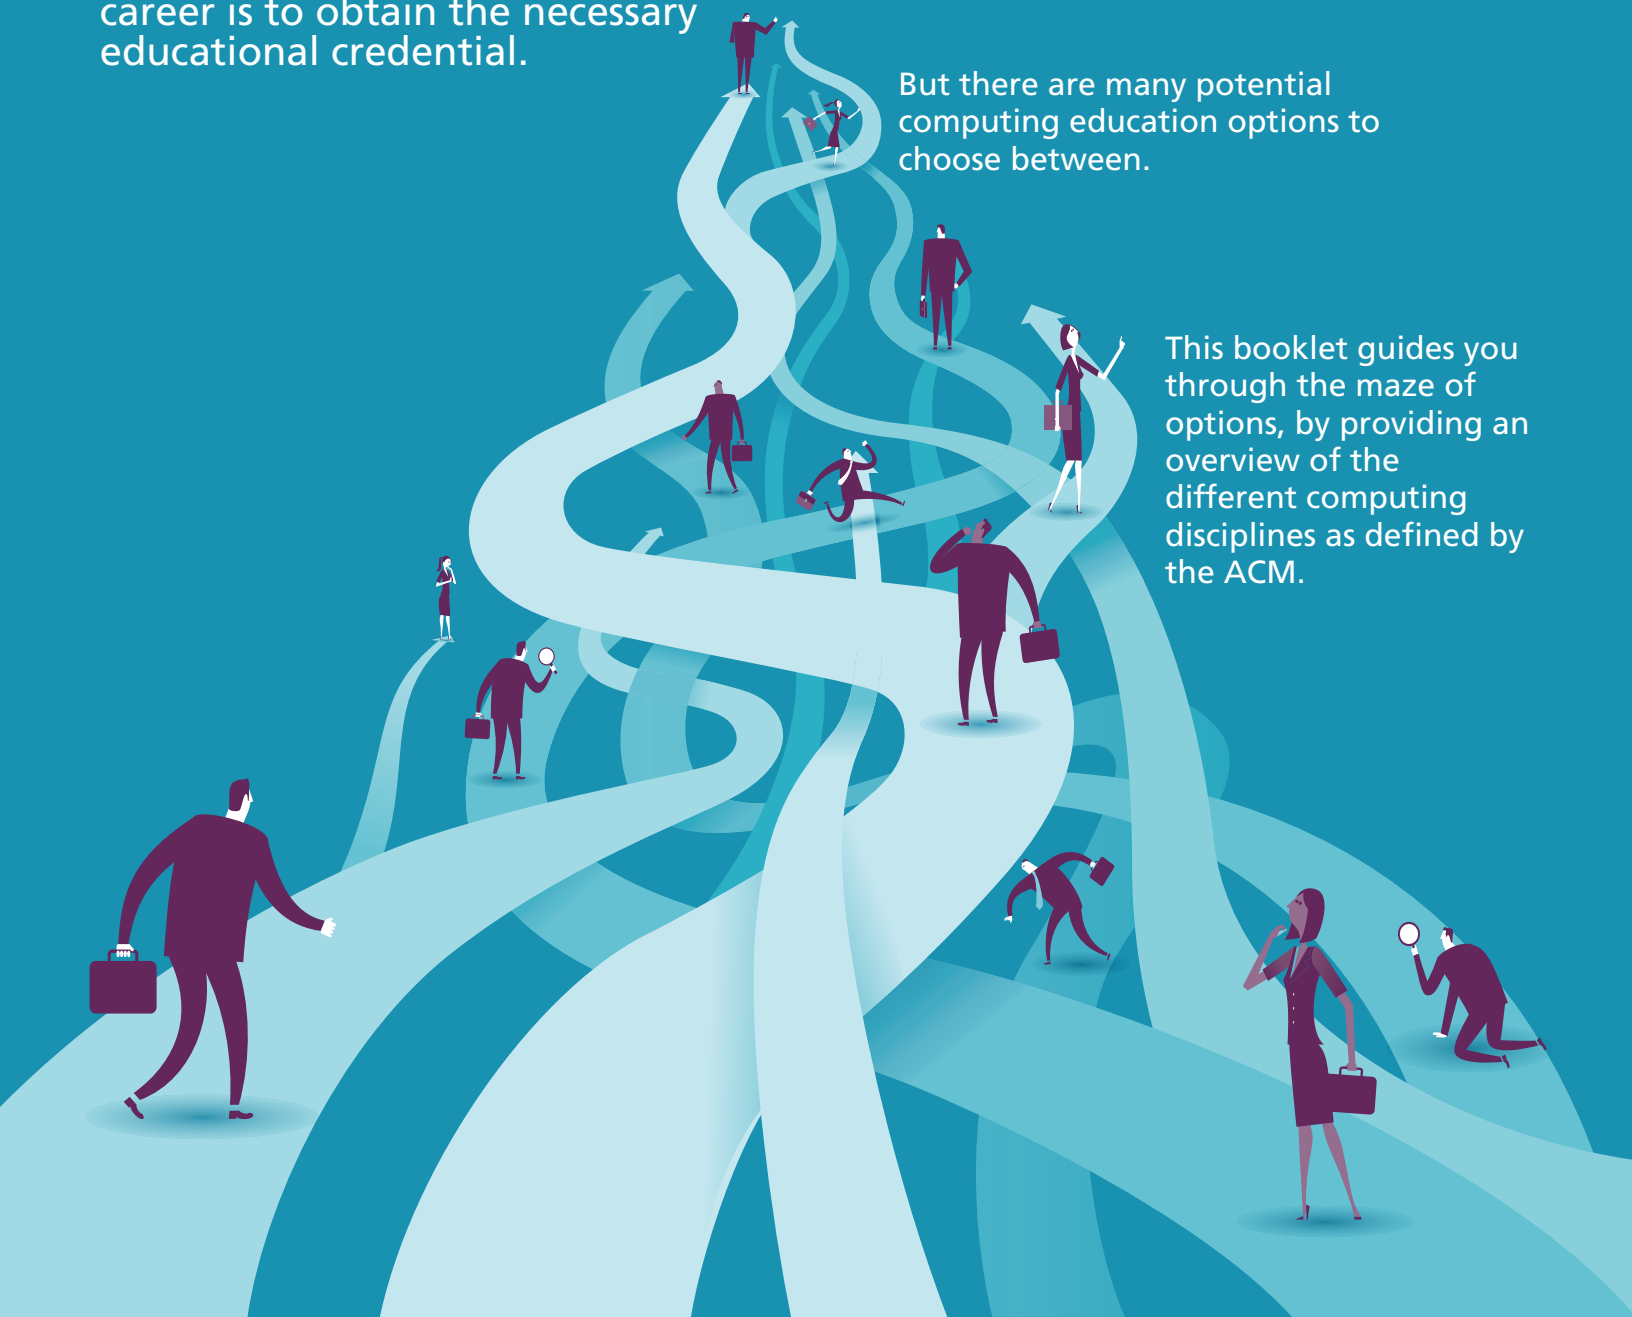 career is to obtain the necessary
educational credential.
But there are many potential
computing education options to
choose between.
This booklet guides you
through the maze of
options, by providing an
overview of the
different computing
disciplines as defined by
the ACM.